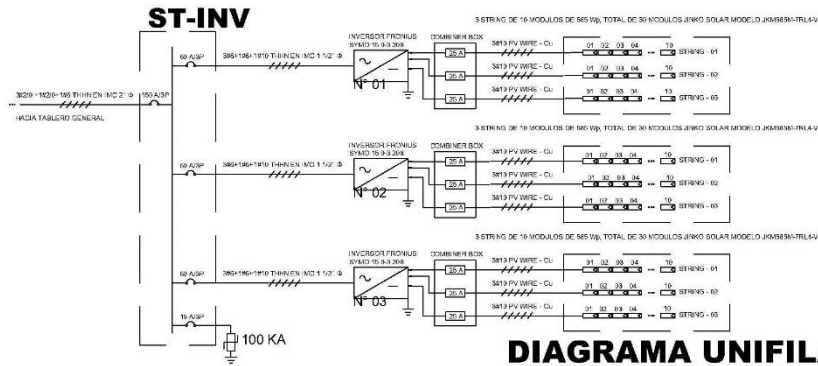 ST-INV
3 STRING DE 10 MODULOS DE 585 Wp, TOTAL DE 30 MODULOS JINKO SOLAR MODELO JKM585M-7RL4-V
INVERSOR FRONIUS
SYMO 15.0-3 208
COMBINER BOX
60 A/3P
3#6+1#6+1#10 THHN EN IMC 1 1/2" Φ
N° 01
25 A
3#10 PV WIRE - Cu
01 02 03 04 ... 10
STRING - 01
25 A
3#10 PV WIRE - Cu
01 02 03 04 ... 10
STRING - 02
25 A
3#10 PV WIRE - Cu
01 02 03 04 ... 10
STRING - 03
3#2/0 +1#2/0+1#6 THHN EN IMC 2" Φ
150 A/3P
HACIA TABLERO GENERAL
3 STRING DE 10 MODULOS DE 585 Wp, TOTAL DE 30 MODULOS JINKO SOLAR MODELO JKM585M-7RL4-V
INVERSOR FRONIUS
SYMO 15.0-3 208
COMBINER BOX
60 A/3P
3#6+1#6+1#10 THHN EN IMC 1 1/2" Φ
N° 02
25 A
3#10 PV WIRE - Cu
01 02 03 04 ... 10
STRING - 01
25 A
3#10 PV WIRE - Cu
01 02 03 04 ... 10
STRING - 02
25 A
3#10 PV WIRE - Cu
01 02 03 04 ... 10
STRING - 03
3 STRING DE 10 MODULOS DE 585 Wp, TOTAL DE 30 MODULOS JINKO SOLAR MODELO JKM585M-7RL4-V
INVERSOR FRONIUS
SYMO 15.0-3 208
COMBINER BOX
60 A/3P
3#6+1#6+1#10 THHN EN IMC 1 1/2" Φ
N° 03
25 A
3#10 PV WIRE - Cu
01 02 03 04 ... 10
STRING - 01
25 A
3#10 PV WIRE - Cu
01 02 03 04 ... 10
STRING - 02
25 A
3#10 PV WIRE - Cu
01 02 03 04 ... 10
STRING - 03
15 A/3P
100 KA
DIAGRAMA UNIFIL